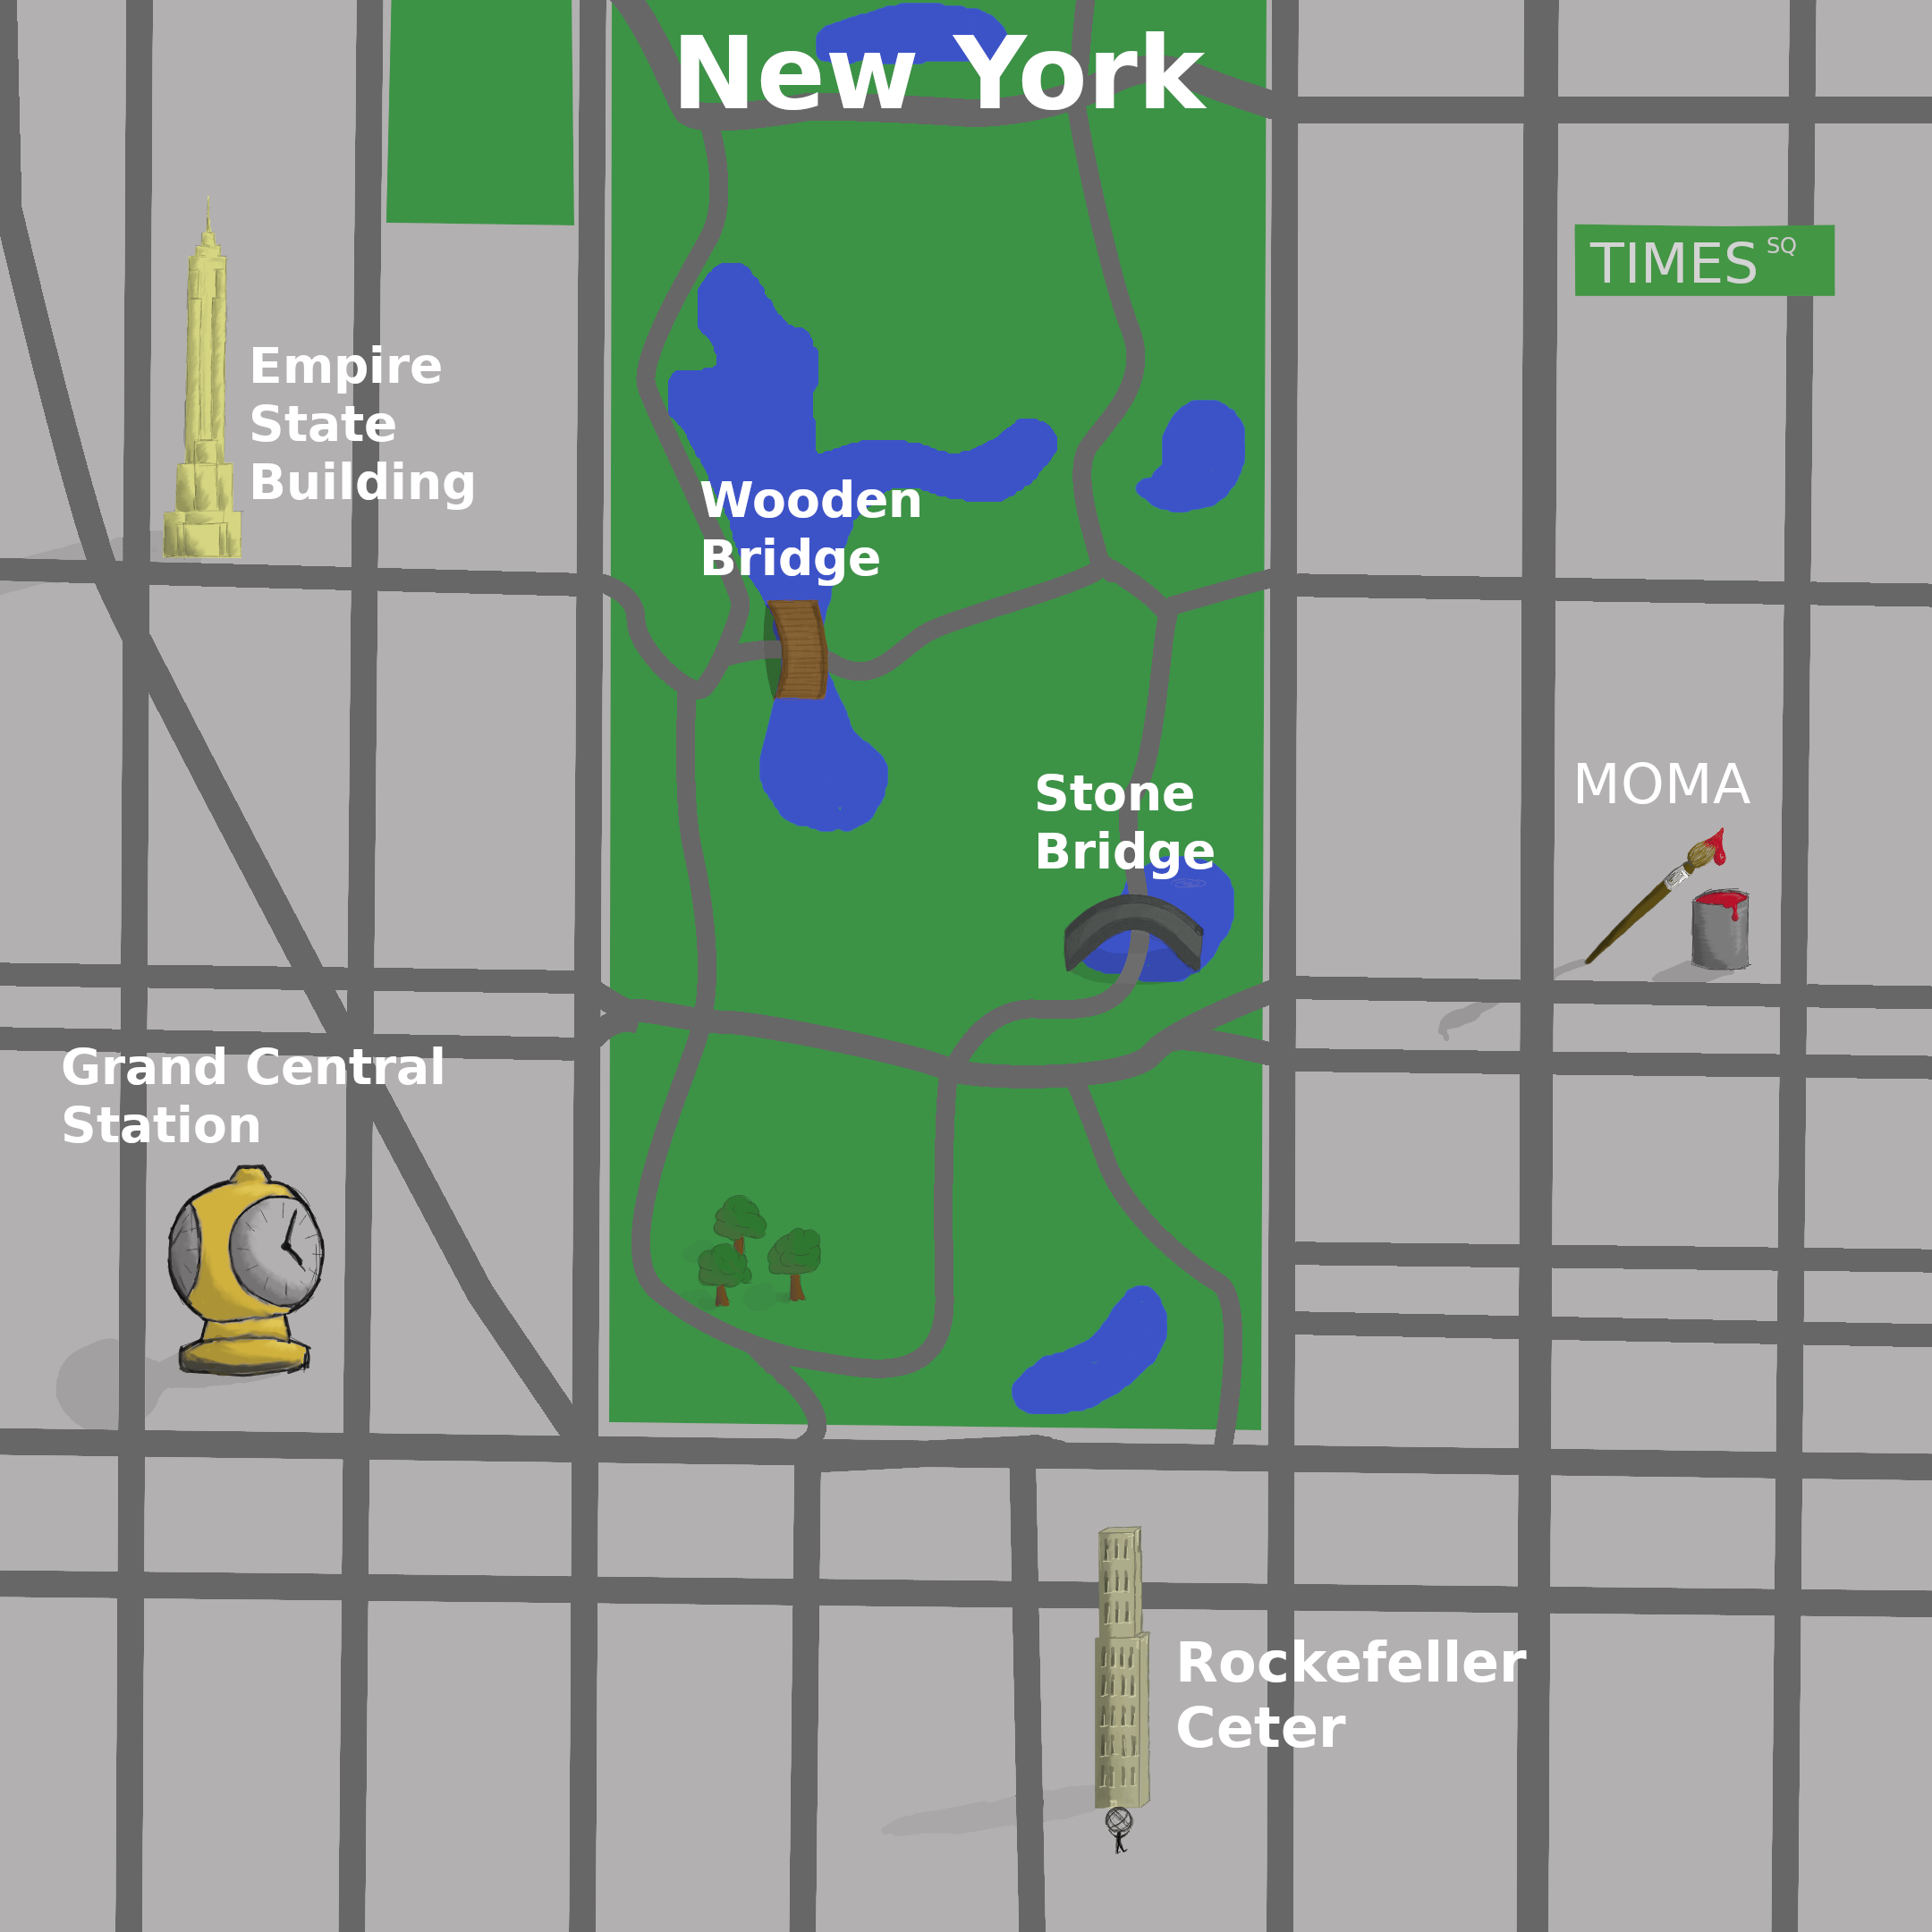 New York
TIMES SQ
Empire
State
Building
Wooden
Bridge
Stone
Bridge
MOMA
Grand Central
Station
Rockefeller
Ceter